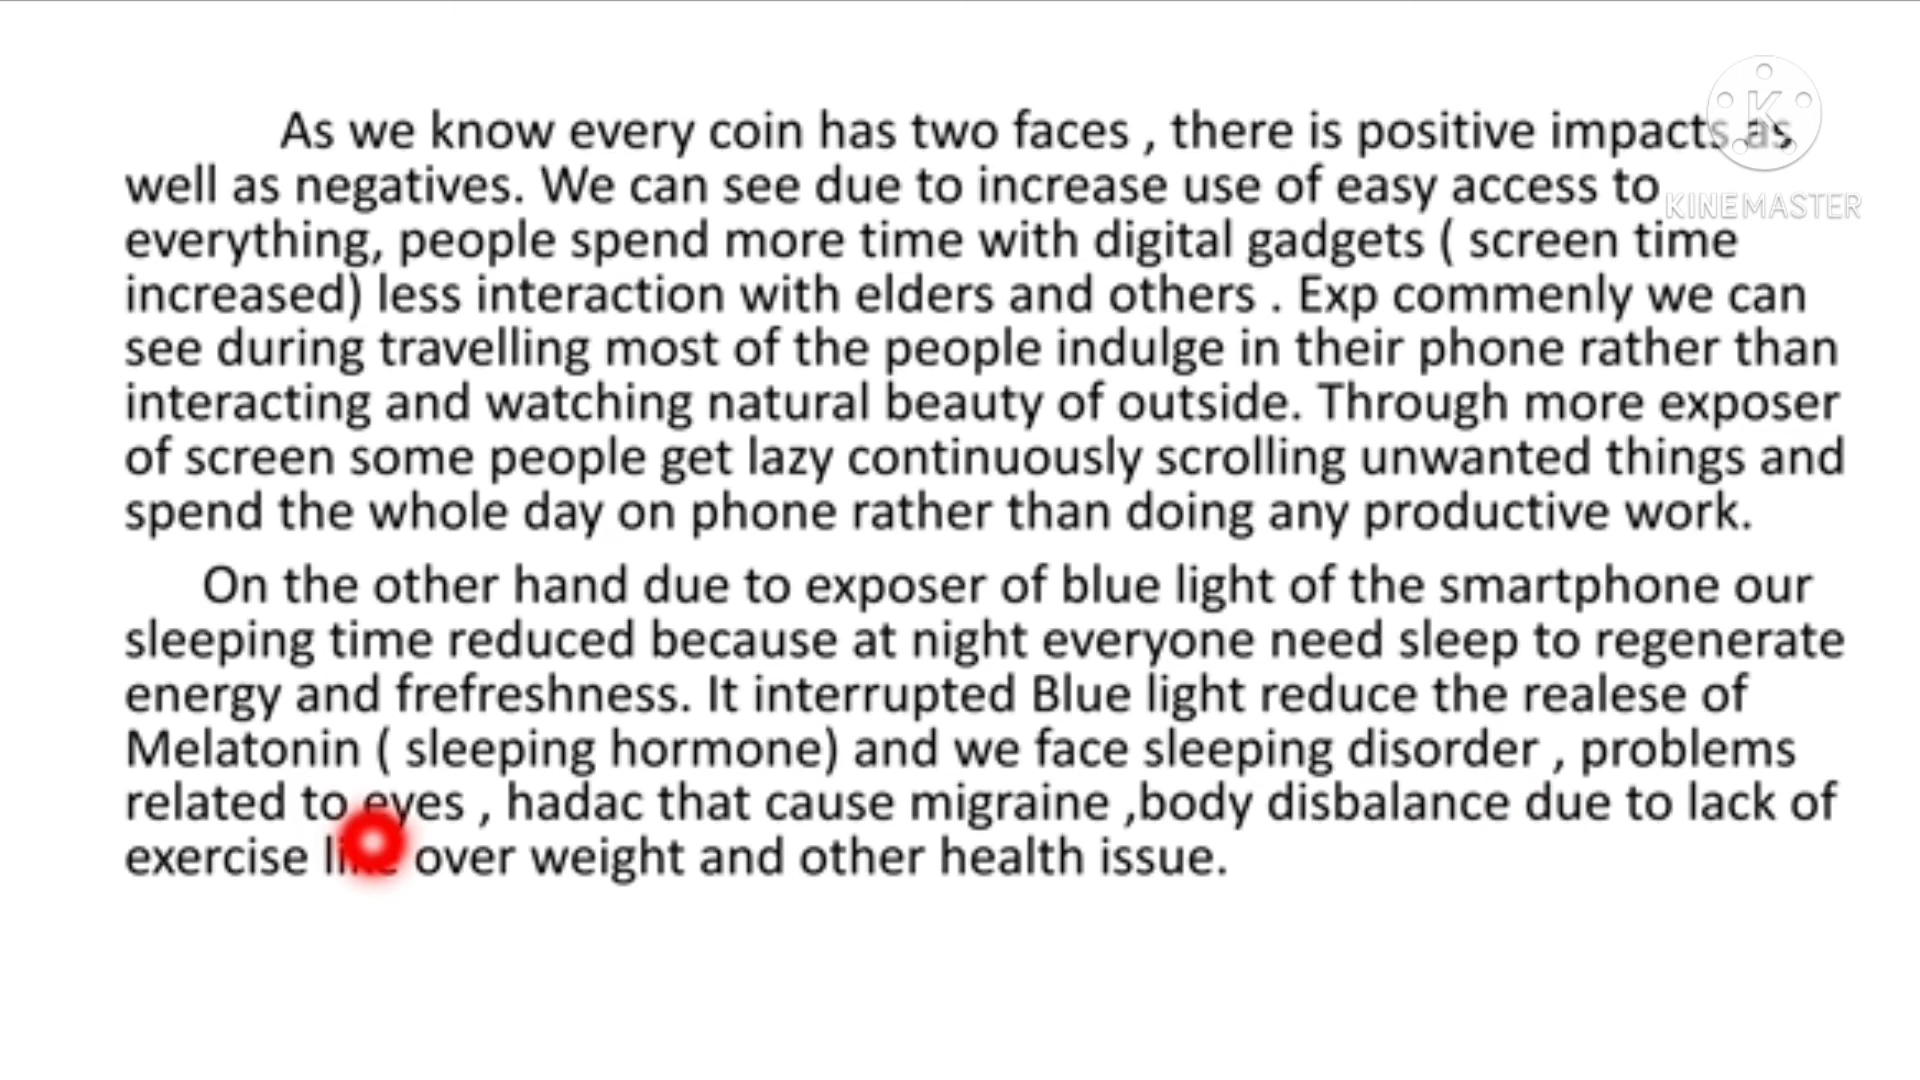 As we know every coin has two faces , there is positive impacts as
well as negatives. We can see due to increase use of easy access to
KINEMASTER
everything, people spend more time with digital gadgets ( screen time
increased) less interaction with elders and others . Exp commenly we can
see during travelling most of the people indulge in their phone rather than
interacting and watching natural beauty of outside. Through more exposer
of screen some people get lazy continuously scrolling unwanted things and
spend the whole day on phone rather than doing any productive work.
On the other hand due to exposer of blue light of the smartphone our
sleeping time reduced because at night everyone need sleep to regenerate
energy and frefreshness. It interrupted Blue light reduce the realese of
Melatonin ( sleeping hormone) and we face sleeping disorder , problems
related to eyes , hadac that cause migraine ,body disbalance due to lack of
exercise like over weight and other health issue.